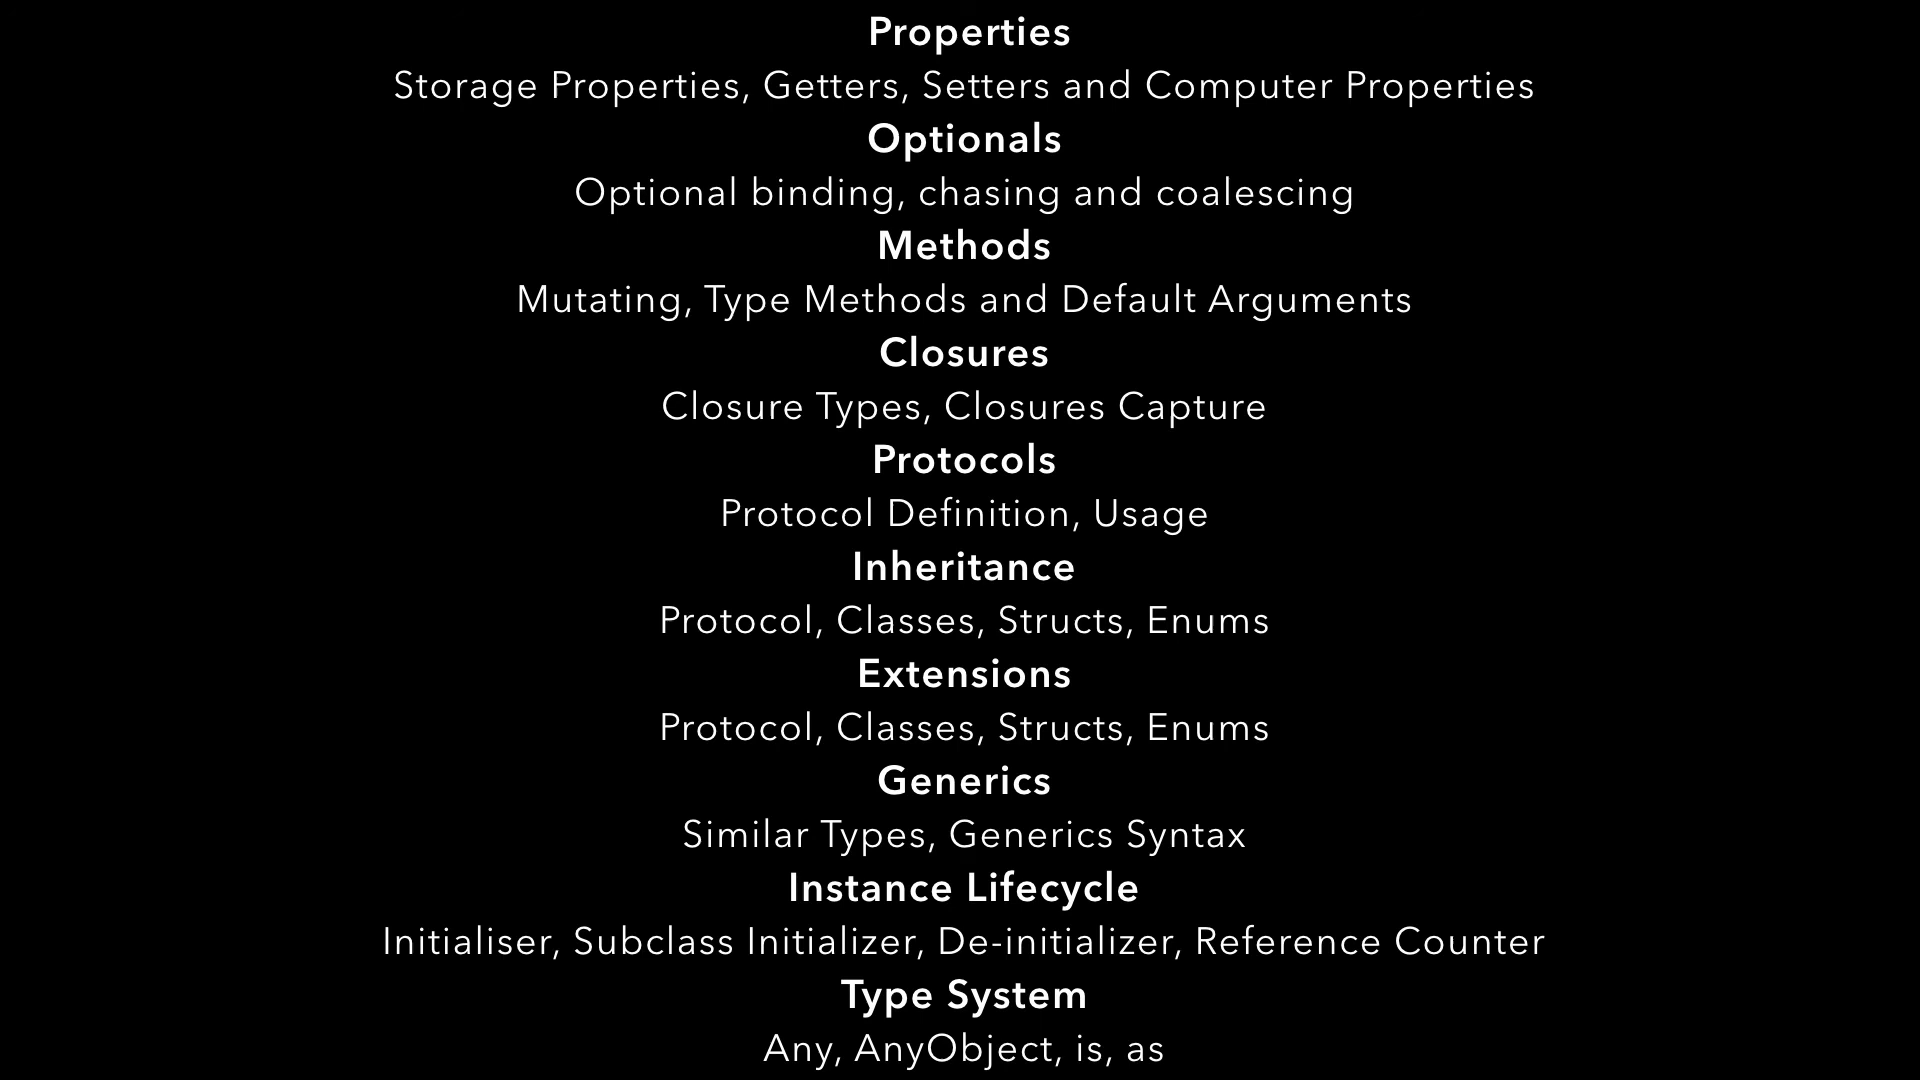 Properties
Storage Properties, Getters, Setters and Computer Properties
Optionals
Optional binding, chasing and coalescing
Methods
Mutating, Type Methods and Default Arguments
Closures
Closure Types, Closures Capture
Protocols
Protocol Definition, Usage
Inheritance
Protocol, Classes, Structs, Enums
Extensions
Protocol, Classes, Structs, Enums
Generics
Similar Types, Generics Syntax
Instance Lifecycle
Initialiser, Subclass Initializer, De-initializer, Reference Counter
Type System
Any, AnyObject, is, as